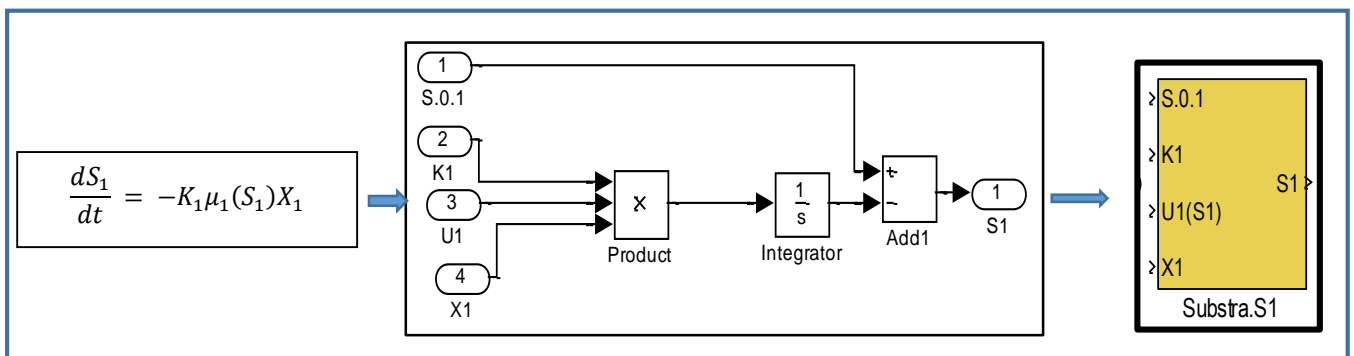 dS₁/dt = −K₁μ₁(S₁)X₁
1
S.0.1
2
K1
3
U1
4
X1
×
Product
1/s
Integrator
+
−
Add1
1
S1
S.0.1
K1
U1(S1)
X1
S1
Substra.S1